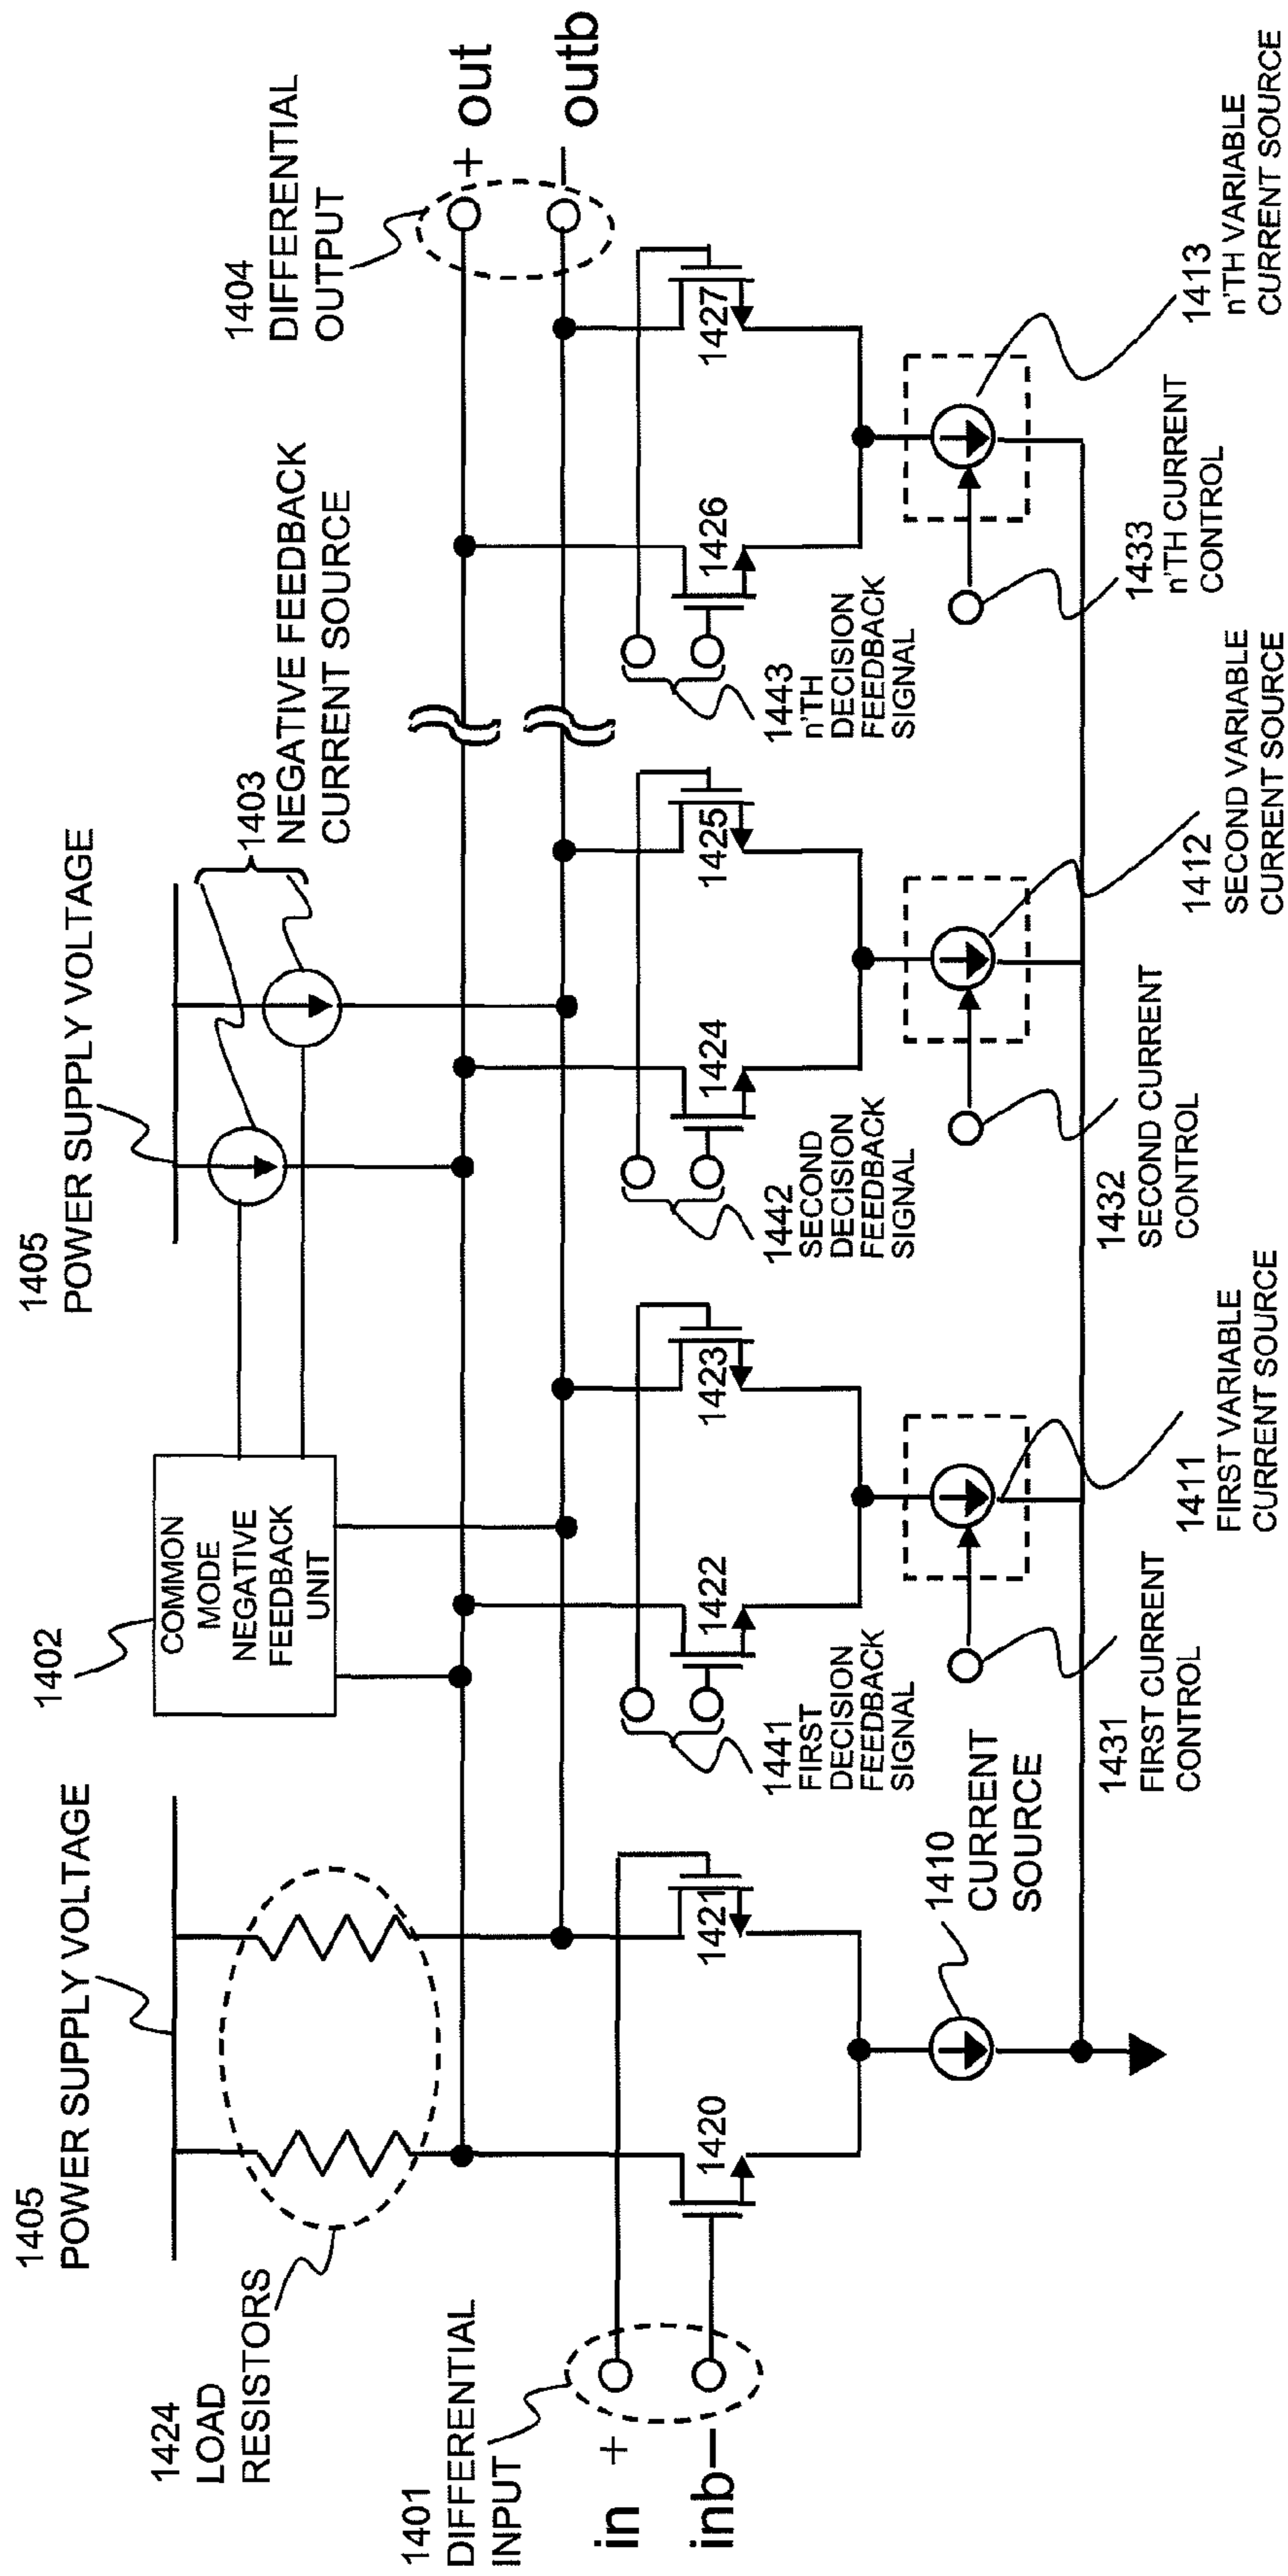 1405
POWER SUPPLY VOLTAGE
1424
LOAD
RESISTORS
1401
DIFFERENTIAL
INPUT
in +
inb−
1420
1421
1410
CURRENT
SOURCE
1402
COMMON
MODE
NEGATIVE
FEEDBACK
UNIT
1405
POWER SUPPLY VOLTAGE
1403
NEGATIVE FEEDBACK
CURRENT SOURCE
1404
DIFFERENTIAL
OUTPUT
+ out
− outb
1441
FIRST
DECISION
FEEDBACK
SIGNAL
1422
1423
1431
FIRST CURRENT
CONTROL
1411
FIRST VARIABLE
CURRENT SOURCE
1442
SECOND
DECISION
FEEDBACK
SIGNAL
1424
1425
1432
SECOND CURRENT
CONTROL
1412
SECOND VARIABLE
CURRENT SOURCE
1443
n'TH
DECISION
FEEDBACK
SIGNAL
1426
1427
1433
n'TH CURRENT
CONTROL
1413
n'TH VARIABLE
CURRENT SOURCE